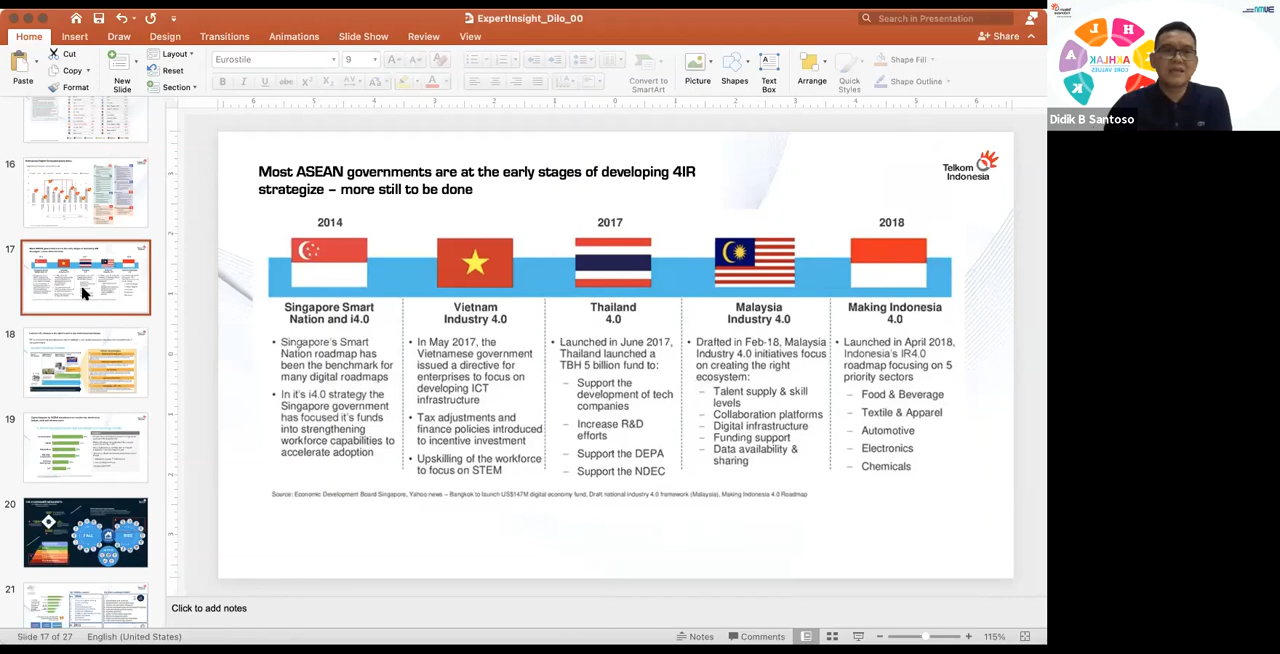 ExpertInsight_Dilo_00
Search in Presentation
Home Insert Draw Design Transitions Animations Slide Show Review View
Share
Paste
Cut
Copy
Format
New Slide
Layout
Reset
Section
Eurostile
9
Convert to SmartArt
Picture
Shapes
Text Box
Arrange
Quick Styles
Shape Fill
Shape Outline
16
17
18
19
20
21
Most ASEAN governments are at the early stages of developing 4IR
strategize – more still to be done
Telkom
Indonesia
2014
2017
2018
Singapore Smart
Nation and i4.0
• Singapore's Smart
Nation roadmap has
been the benchmark for
many digital roadmaps
• In it's i4.0 strategy the
Singapore government
has focused it's funds
into strengthening
workforce capabilities to
accelerate adoption
Vietnam
Industry 4.0
• In May 2017, the
Vietnamese government
issued a directive for
enterprises to focus on
developing ICT
infrastructure
• Tax adjustments and
finance policies introduced
to incentive investment
• Upskilling of the workforce
to focus on STEM
Thailand
4.0
• Launched in June 2017,
Thailand launched a
TBH 5 billion fund to:
– Support the
development of tech
companies
– Increase R&D
efforts
– Support the DEPA
– Support the NDEC
Malaysia
Industry 4.0
• Drafted in Feb-18, Malaysia
Industry 4.0 initiatives focus
on creating the right
ecosystem:
– Talent supply & skill
levels
– Collaboration platforms
– Digital infrastructure
– Funding support
– Data availability &
sharing
Making Indonesia
4.0
• Launched in April 2018,
Indonesia's IR4.0
roadmap focusing on 5
priority sectors
– Food & Beverage
– Textile & Apparel
– Automotive
– Electronics
– Chemicals
Source: Economic Development Board Singapore, Yahoo news – Bangkok to launch US$147M digital economy fund, Draft national industry 4.0 framework (Malaysia), Making Indonesia 4.0 Roadmap
Click to add notes
Slide 17 of 27
English (United States)
Notes
Comments
115%
AKHLAK
CORE VALUES
Didik B Santoso